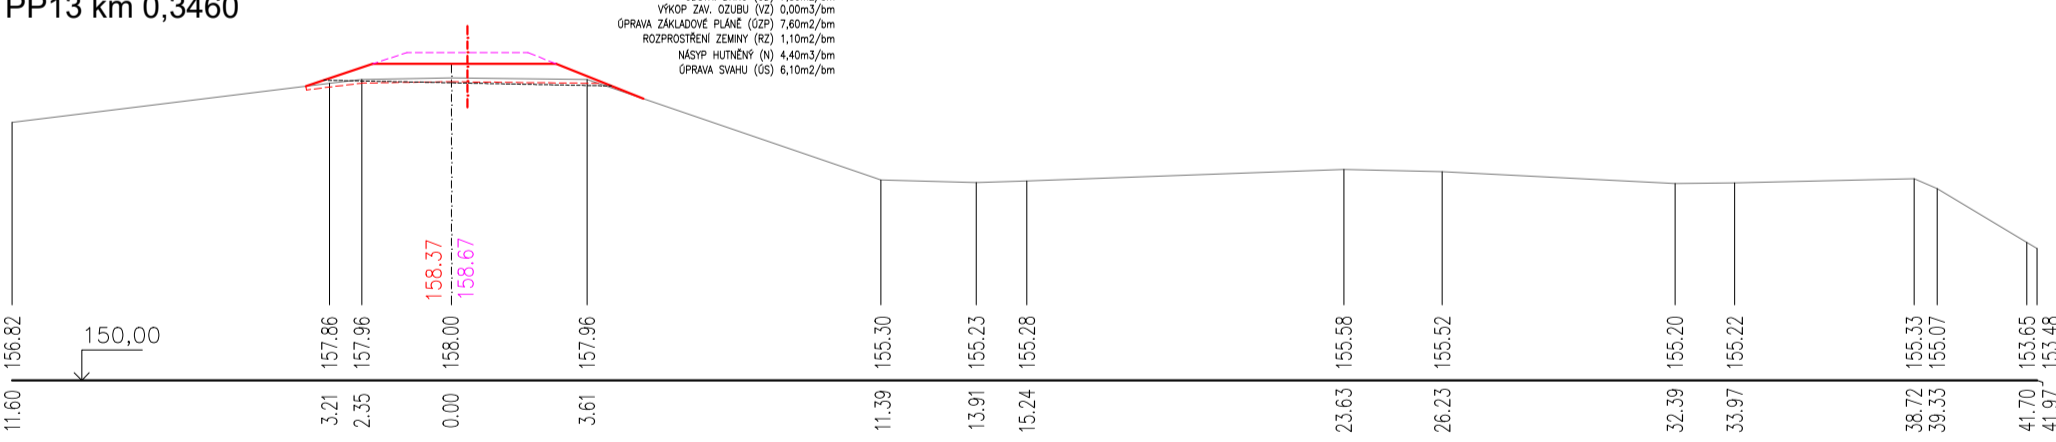 PP13 km 0,3460
VÝKOP ZAV. OZUBU (VZ) 0,00m3/bm
ÚPRAVA ZÁKLADOVÉ PLÁNĚ (ÚZP) 7,60m2/bm
ROZPROSTŘENÍ ZEMINY (RZ) 1,10m2/bm
NÁSYP HUTNĚNÝ (N) 4,40m3/bm
ÚPRAVA SVAHU (ÚS) 6,10m2/bm
158.37
158.67
150,00
156.82 157.86 157.96 158.00 157.96 155.30 155.23 155.28 155.58 155.52 155.20 155.22 155.33 155.07 153.65 153.48
11.60 3.21 2.35 0.00 3.61 11.39 13.91 15.24 23.63 26.23 32.39 33.97 38.72 39.33 41.70 41.97